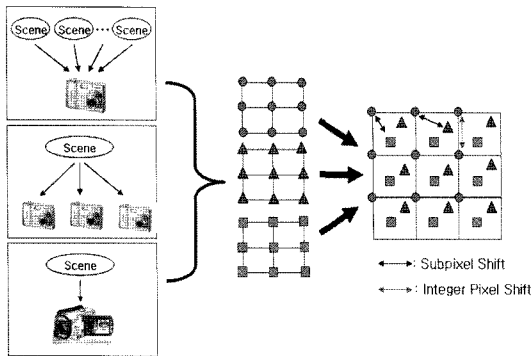 Scene Scene ··· Scene
Scene
Scene
: Subpixel Shift
: Integer Pixel Shift